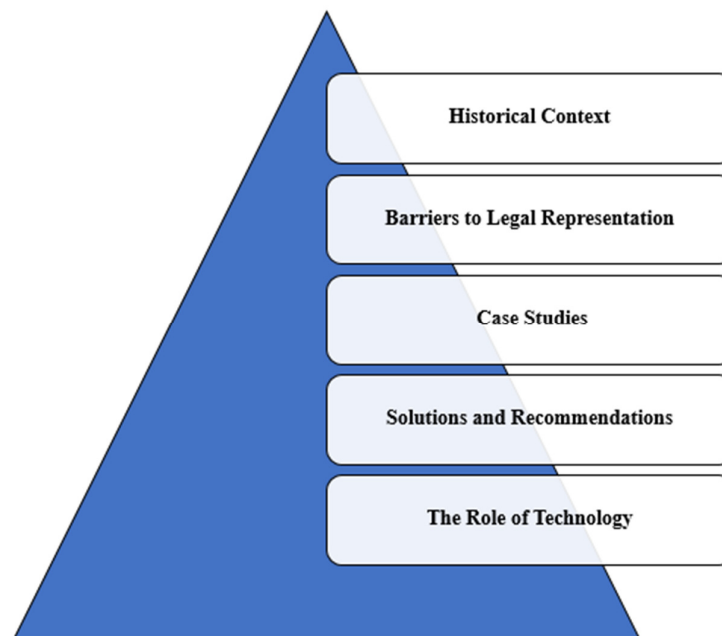 Historical Context
Barriers to Legal Representation
Case Studies
Solutions and Recommendations
The Role of Technology